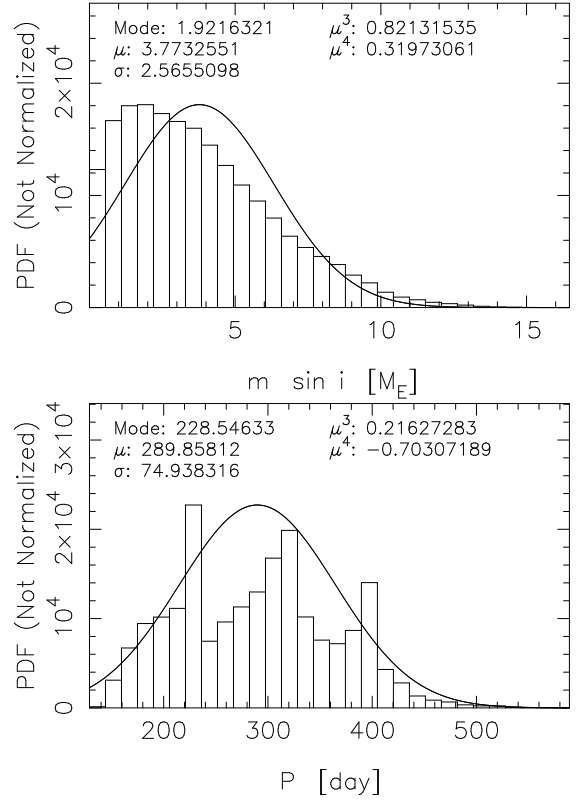 Mode: 1.9216321 μ³: 0.82131535
μ: 3.7732551 μ⁴: 0.31973061
σ: 2.5655098
PDF (Not Normalized)
2×10⁴
10⁴
0
5 10 15
m sin i [M_E]
Mode: 228.54633 μ³: 0.21627283
μ: 289.85812 μ⁴: −0.70307189
σ: 74.938316
PDF (Not Normalized)
3×10⁴
2×10⁴
10⁴
0
200 300 400 500
P [day]